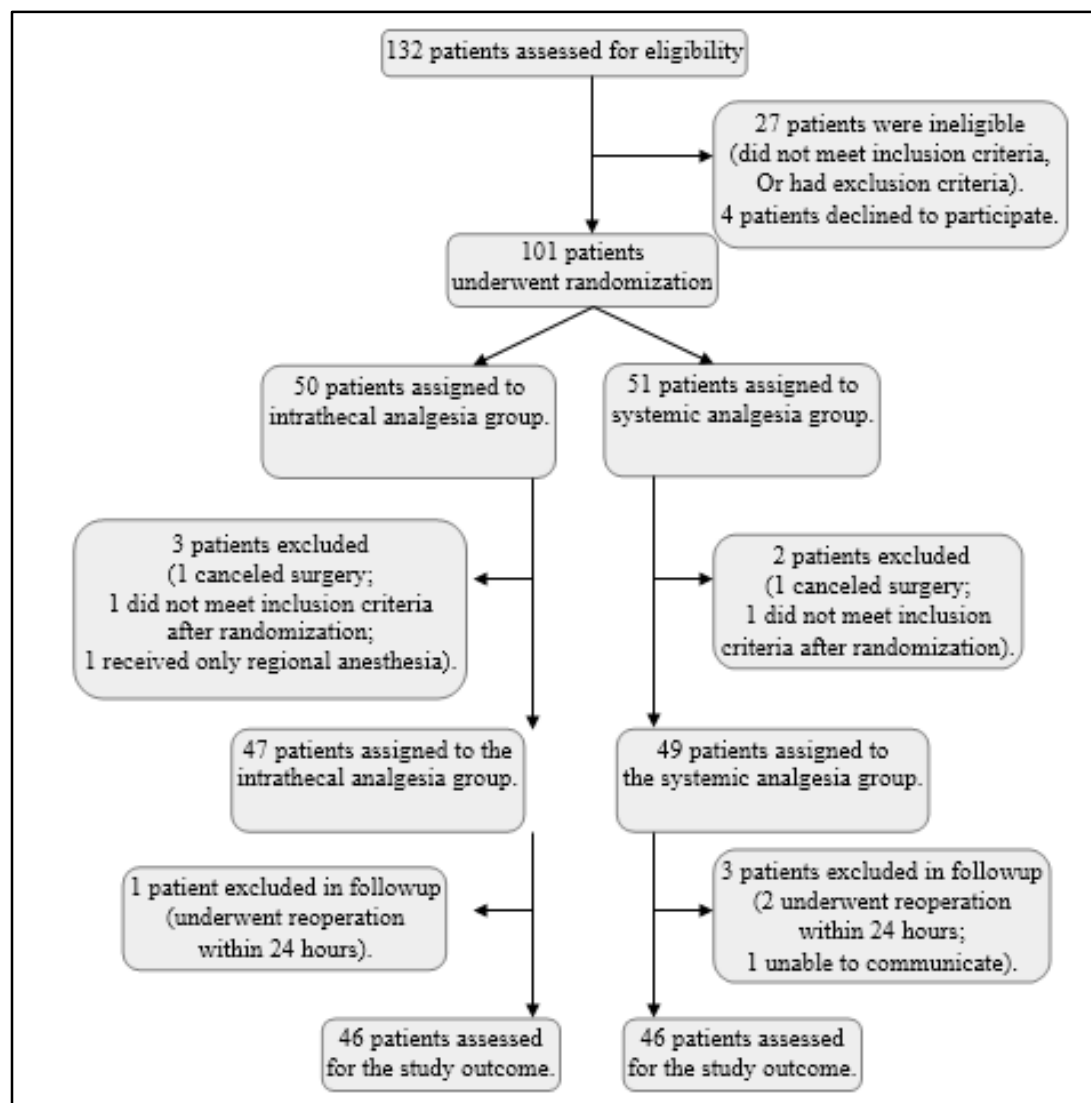 132 patients assessed for eligibility
27 patients were ineligible
(did not meet inclusion criteria,
Or had exclusion criteria).
4 patients declined to participate.
101 patients
underwent randomization
50 patients assigned to
intrathecal analgesia group.
51 patients assigned to
systemic analgesia group.
3 patients excluded
(1 canceled surgery;
1 did not meet inclusion criteria
after randomization;
1 received only regional anesthesia).
2 patients excluded
(1 canceled surgery;
1 did not meet inclusion
criteria after randomization).
47 patients assigned to the
intrathecal analgesia group.
49 patients assigned to
the systemic analgesia group.
1 patient excluded in followup
(underwent reoperation
within 24 hours).
3 patients excluded in followup
(2 underwent reoperation
within 24 hours;
1 unable to communicate).
46 patients assessed
for the study outcome.
46 patients assessed
for the study outcome.